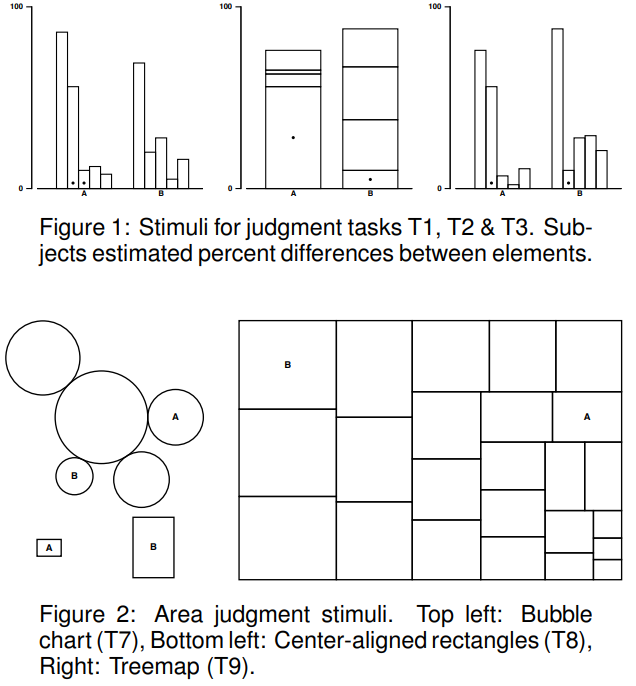 100
0
A
B
100
0
A
B
100
0
A
B
Figure 1: Stimuli for judgment tasks T1, T2 & T3. Sub-
jects estimated percent differences between elements.
A
B
A
B
B
A
Figure 2: Area judgment stimuli. Top left: Bubble
chart (T7), Bottom left: Center-aligned rectangles (T8),
Right: Treemap (T9).